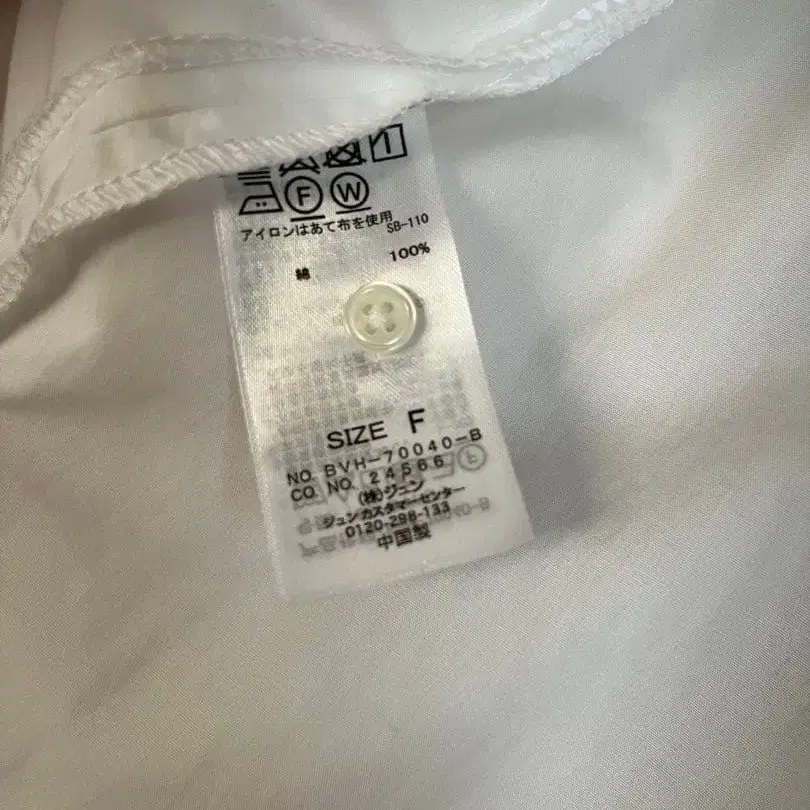 F W
アイロンはあて布を使用 SB-110
綿 100%
SIZE F
NO. BVH-70040-B
CO. NO. 24566
(株)ジュン
ジュンカスタマーセンター
0120-298-133
中国製